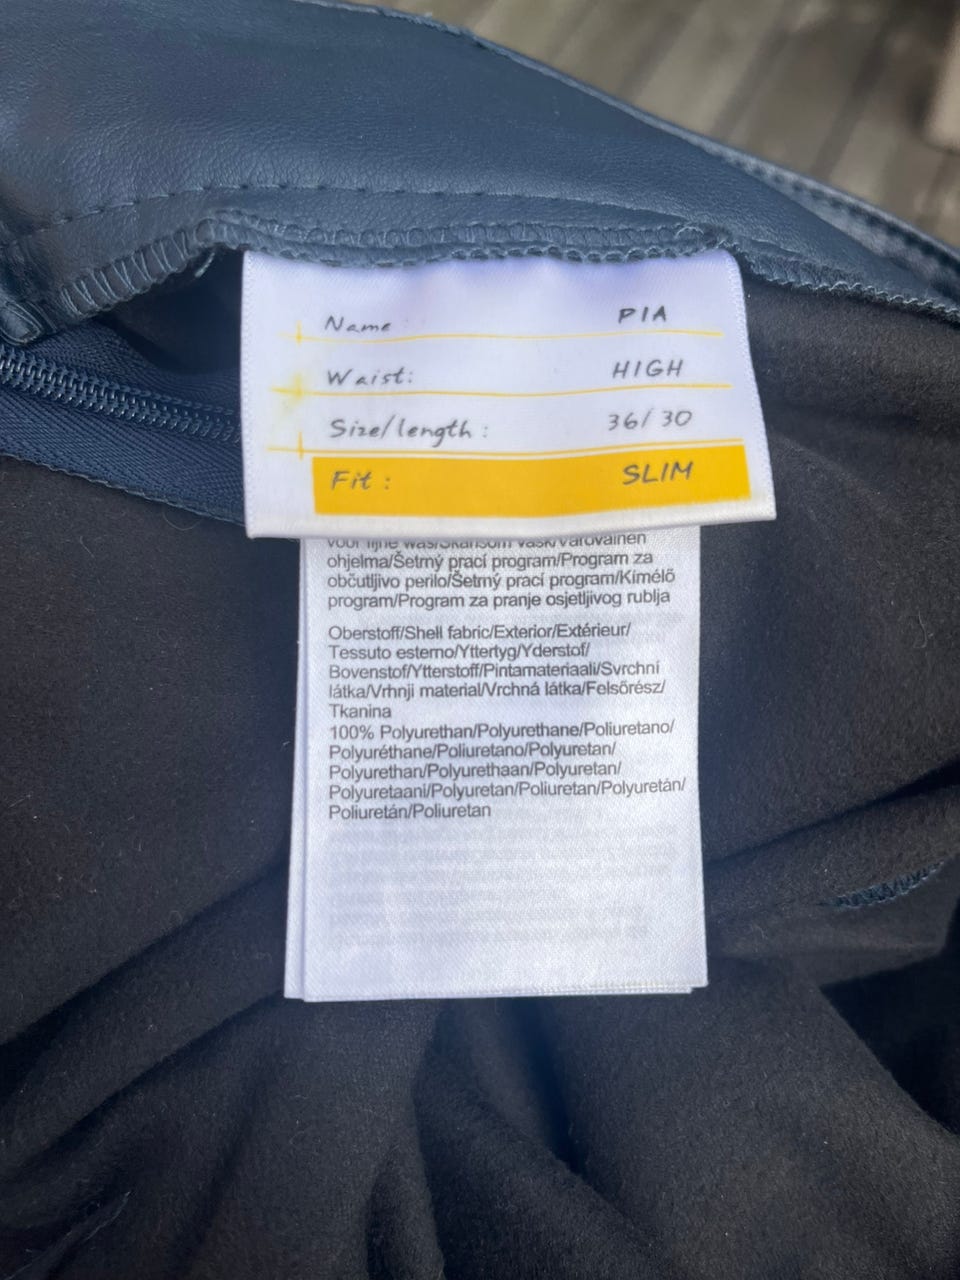 Name PIA
Waist: HIGH
Size/length : 36/30
Fit : SLIM
ohjelma/Šetrný prací program/Program za
občutljivo perilo/Šetrný prací program/Kímélő
program/Program za pranje osjetljivog rublja
Oberstoff/Shell fabric/Exterior/Extérieur/
Tessuto esterno/Yttertyg/Yderstof/
Bovenstof/Ytterstoff/Pintamateriaali/Svrchní
látka/Vrhnji material/Vrchná látka/Felsőrész/
Tkanina
100% Polyurethan/Polyurethane/Poliuretano/
Polyuréthane/Poliuretano/Polyuretan/
Polyurethan/Polyurethaan/Polyuretan/
Polyuretaani/Polyuretan/Poliuretan/Polyuretán/
Poliuretán/Poliuretan